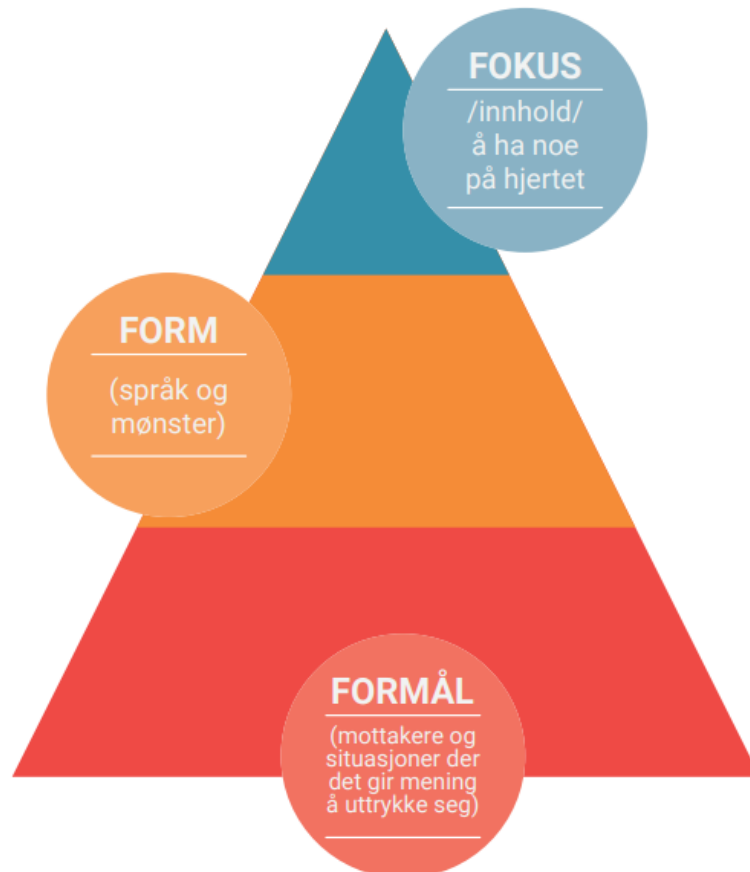 FOKUS
/innhold/
å ha noe
på hjertet
FORM
(språk og
mønster)
FORMÅL
(mottakere og
situasjoner der
det gir mening
å uttrykke seg)